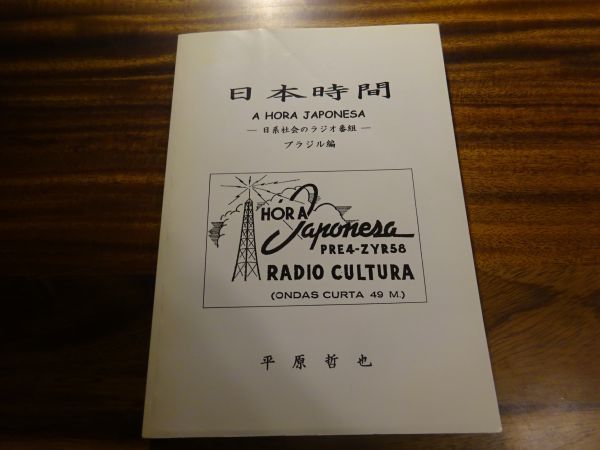 日本時間
A HORA JAPONESA
― 日系社会のラジオ番組 ―
ブラジル編
HORA
Japonesa
PRE4-ZYR58
RADIO CULTURA
(ONDAS CURTA 49 M.)
平原哲也